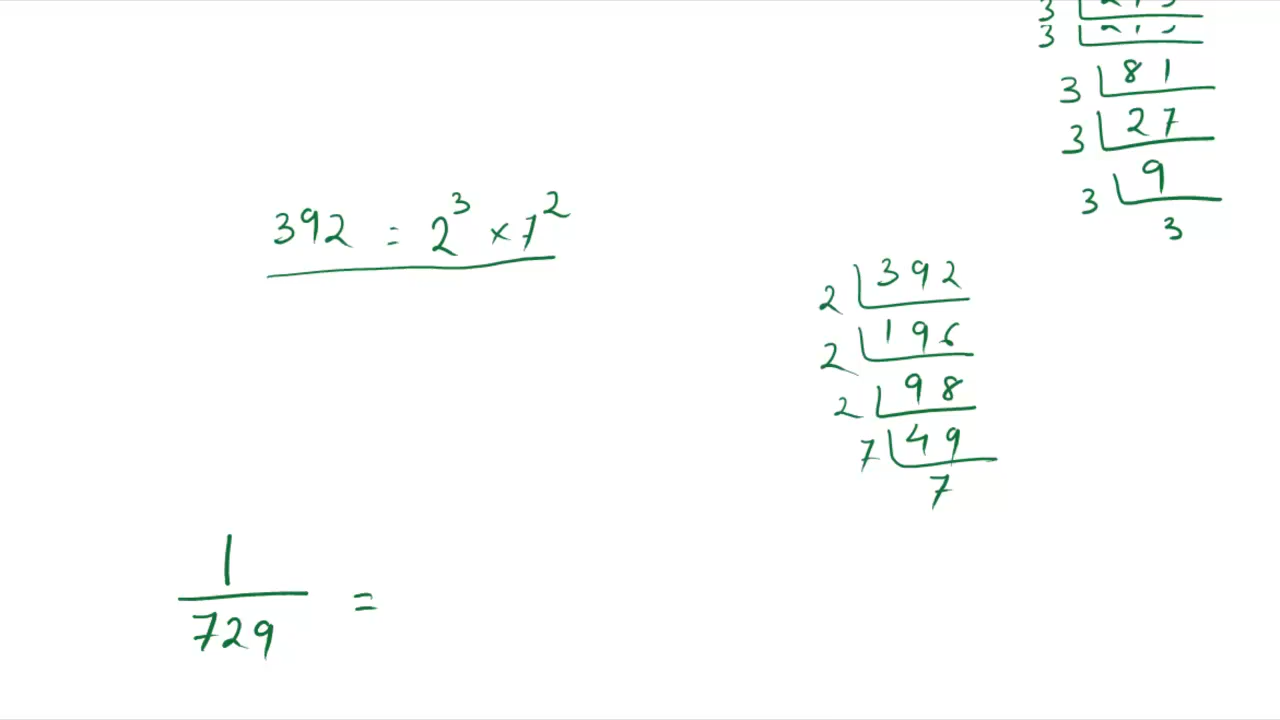 3 | 81
3 | 27
3 | 9
3
392 = 2³ × 7²
2 | 392
2 | 196
2 | 98
7 | 49
7
1
729 =